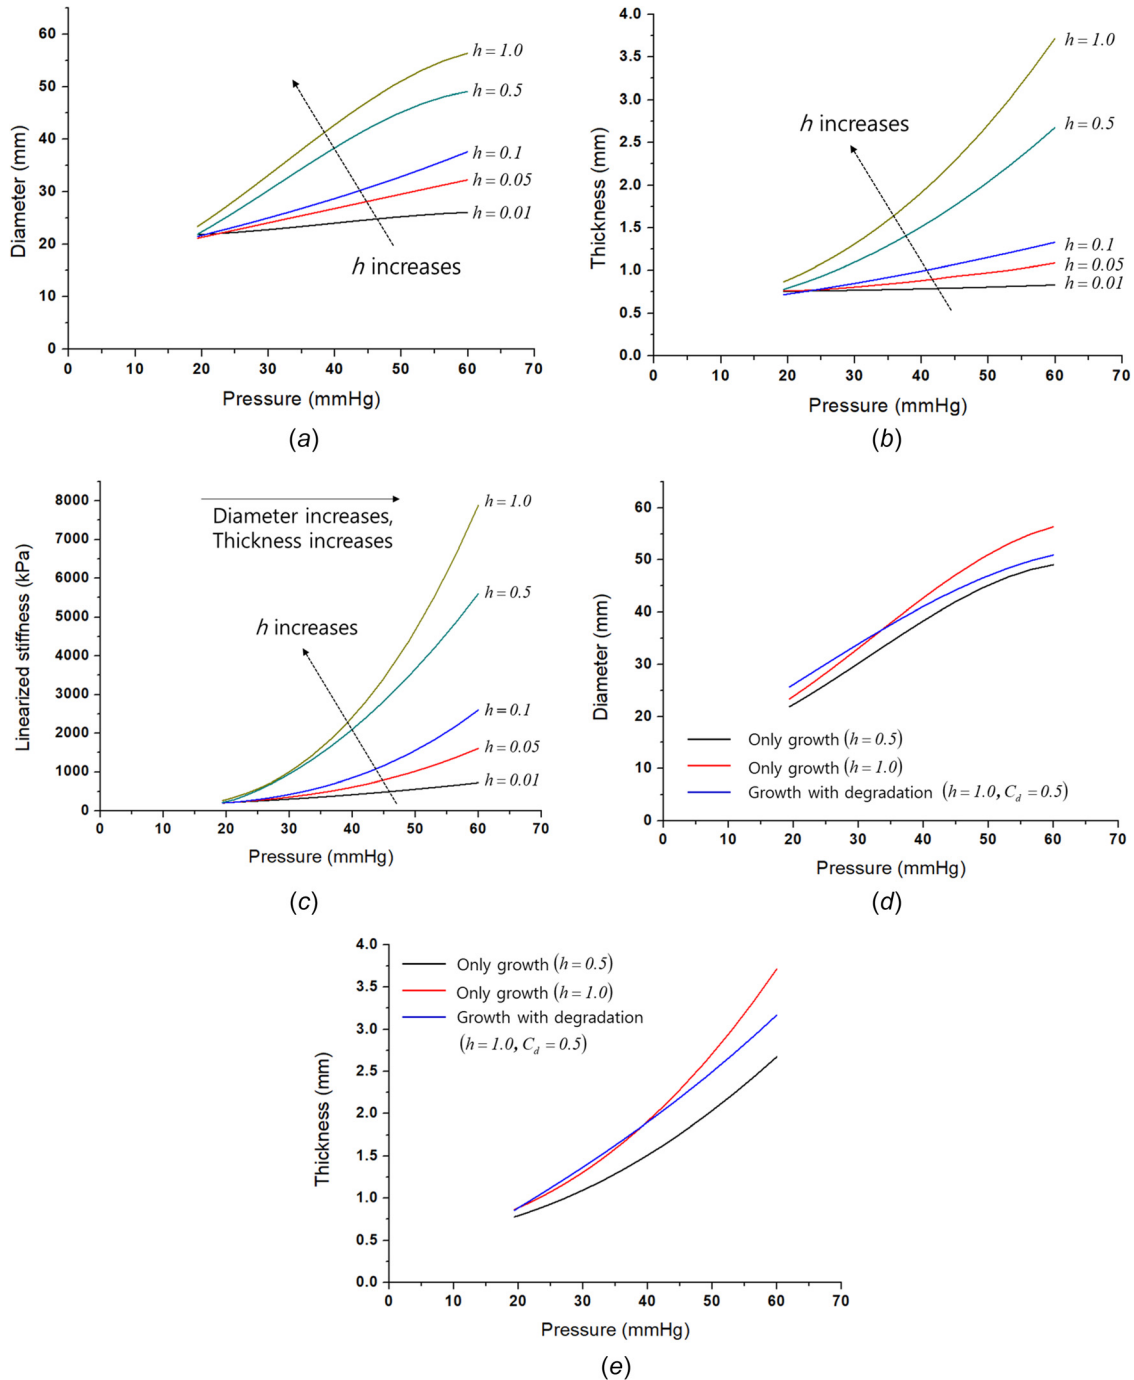 60
50
40
30
20
10
0
Diameter (mm)
h = 1.0
h = 0.5
h = 0.1
h = 0.05
h = 0.01
h increases
0 10 20 30 40 50 60 70
Pressure (mmHg)
(a)
4.0
3.5
3.0
2.5
2.0
1.5
1.0
0.5
0.0
Thickness (mm)
h increases
h = 1.0
h = 0.5
h = 0.1
h = 0.05
h = 0.01
0 10 20 30 40 50 60 70
Pressure (mmHg)
(b)
8000
7000
6000
5000
4000
3000
2000
1000
0
Linearized stiffness (kPa)
Diameter increases,
Thickness increases
h increases
h = 1.0
h = 0.5
h = 0.1
h = 0.05
h = 0.01
0 10 20 30 40 50 60 70
Pressure (mmHg)
(c)
60
50
40
30
20
10
0
Diameter (mm)
Only growth (h = 0.5)
Only growth (h = 1.0)
Growth with degradation (h = 1.0, Cd = 0.5)
0 10 20 30 40 50 60 70
Pressure (mmHg)
(d)
4.0
3.5
3.0
2.5
2.0
1.5
1.0
0.5
0.0
Thickness (mm)
Only growth (h = 0.5)
Only growth (h = 1.0)
Growth with degradation
(h = 1.0, Cd = 0.5)
0 10 20 30 40 50 60 70
Pressure (mmHg)
(e)